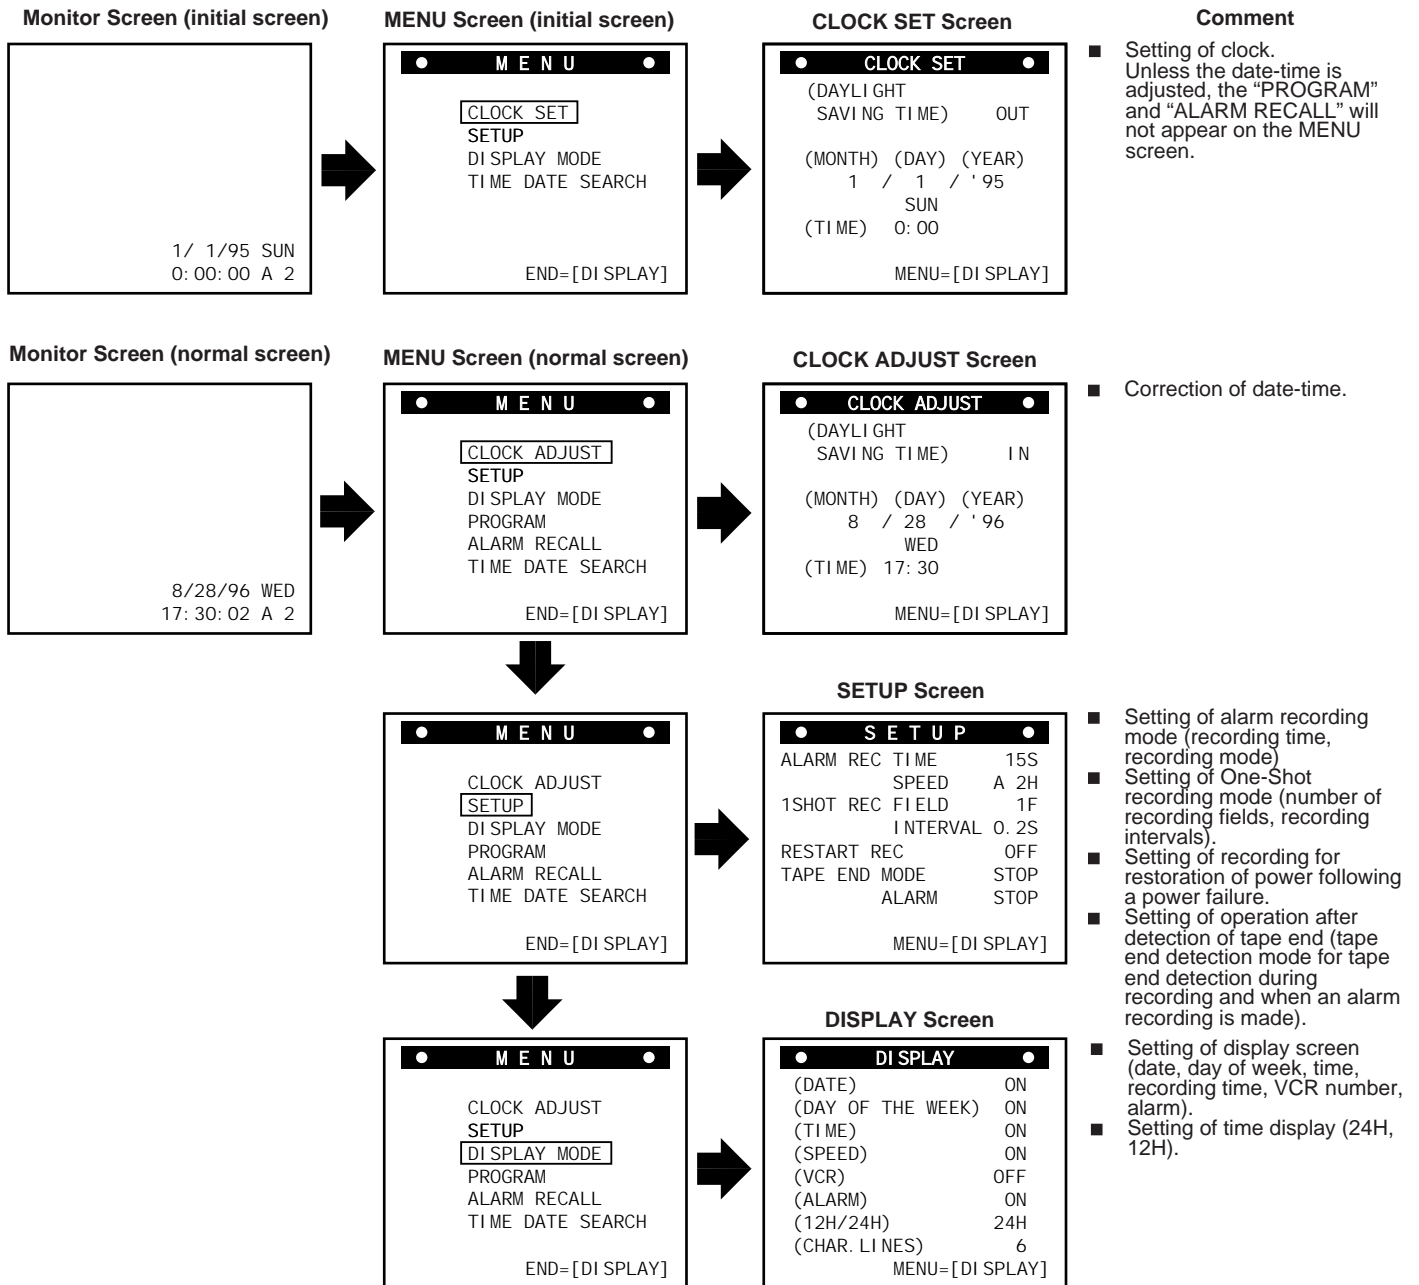 Monitor Screen (initial screen)
1/ 1/95 SUN
0:00:00 A 2
MENU Screen (initial screen)
MENU
CLOCK SET
SETUP
DISPLAY MODE
TIME DATE SEARCH
END=[DISPLAY]
CLOCK SET Screen
CLOCK SET
(DAYLIGHT
SAVING TIME) OUT
(MONTH) (DAY) (YEAR)
1 / 1 / '95
SUN
(TIME) 0:00
MENU=[DISPLAY]
Comment
■ Setting of clock.
Unless the date-time is
adjusted, the “PROGRAM”
and “ALARM RECALL” will
not appear on the MENU
screen.
Monitor Screen (normal screen)
8/28/96 WED
17:30:02 A 2
MENU Screen (normal screen)
MENU
CLOCK ADJUST
SETUP
DISPLAY MODE
PROGRAM
ALARM RECALL
TIME DATE SEARCH
END=[DISPLAY]
CLOCK ADJUST Screen
CLOCK ADJUST
(DAYLIGHT
SAVING TIME) IN
(MONTH) (DAY) (YEAR)
8 / 28 / '96
WED
(TIME) 17:30
MENU=[DISPLAY]
■ Correction of date-time.
MENU
CLOCK ADJUST
SETUP
DISPLAY MODE
PROGRAM
ALARM RECALL
TIME DATE SEARCH
END=[DISPLAY]
SETUP Screen
SETUP
ALARM REC TIME 15S
SPEED A 2H
1SHOT REC FIELD 1F
INTERVAL 0.2S
RESTART REC OFF
TAPE END MODE STOP
ALARM STOP
MENU=[DISPLAY]
■ Setting of alarm recording
mode (recording time,
recording mode)
■ Setting of One-Shot
recording mode (number of
recording fields, recording
intervals).
■ Setting of recording for
restoration of power following
a power failure.
■ Setting of operation after
detection of tape end (tape
end detection mode for tape
end detection during
recording and when an alarm
recording is made).
MENU
CLOCK ADJUST
SETUP
DISPLAY MODE
PROGRAM
ALARM RECALL
TIME DATE SEARCH
END=[DISPLAY]
DISPLAY Screen
DISPLAY
(DATE) ON
(DAY OF THE WEEK) ON
(TIME) ON
(SPEED) ON
(VCR) OFF
(ALARM) ON
(12H/24H) 24H
(CHAR.LINES) 6
MENU=[DISPLAY]
■ Setting of display screen
(date, day of week, time,
recording time, VCR number,
alarm).
■ Setting of time display (24H,
12H).